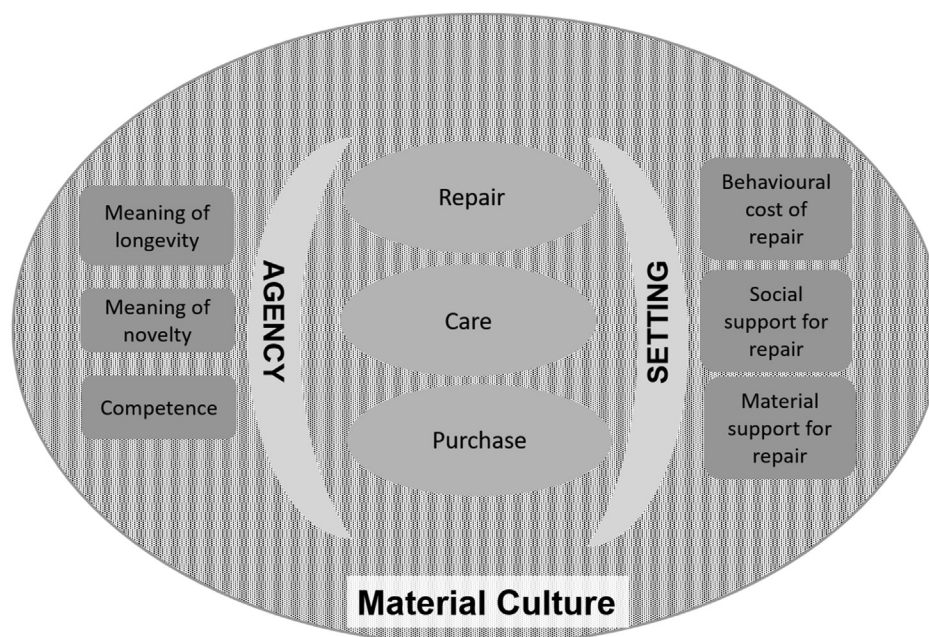 Meaning of
longevity
Meaning of
novelty
Competence
AGENCY
Repair
Care
Purchase
SETTING
Behavioural
cost of
repair
Social
support for
repair
Material
support for
repair
Material Culture